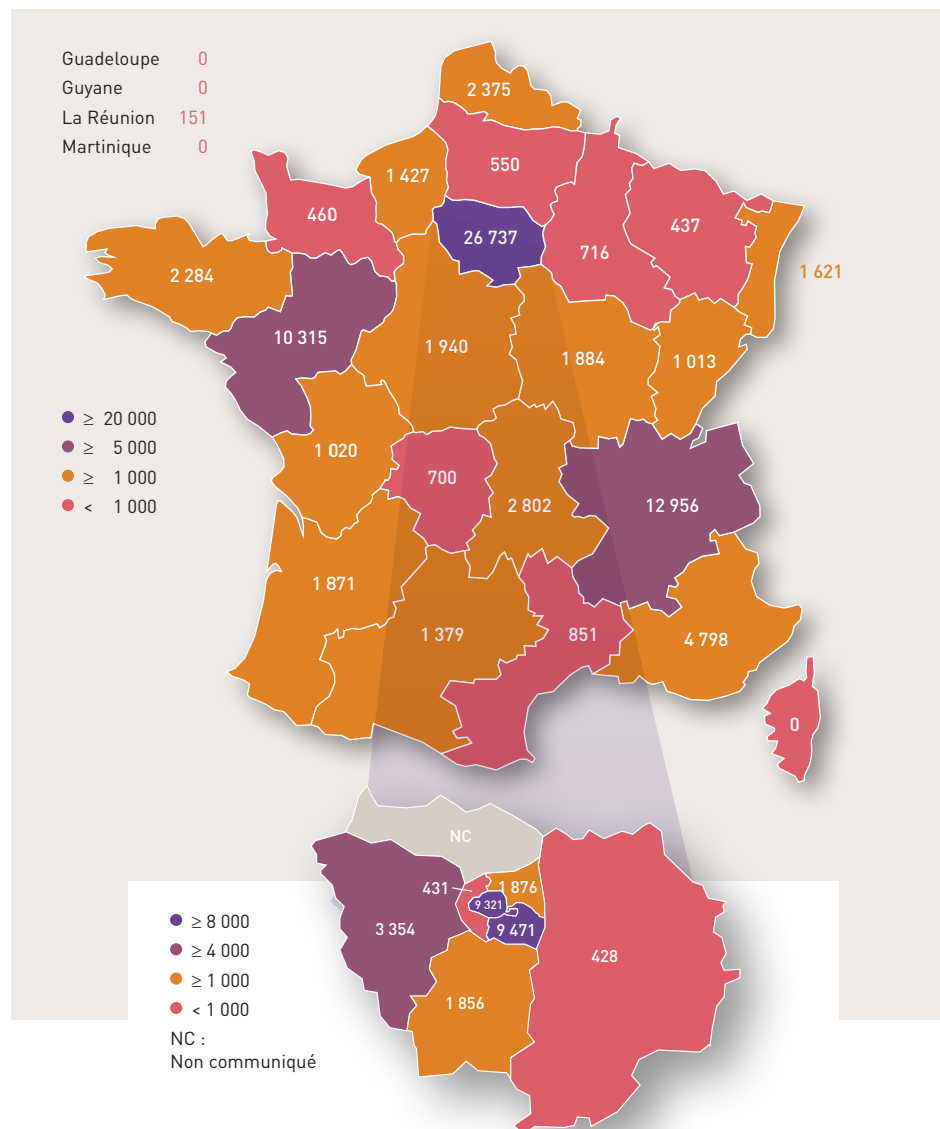 Guadeloupe 0
Guyane 0
La Réunion 151
Martinique 0
2 375
550
1 427
460
26 737
437
716
2 284
1 621
10 315
1 940
1 884
1 013
≥ 20 000
≥ 5 000
≥ 1 000
< 1 000
1 020
700
2 802
12 956
1 871
1 379
851
4 798
0
NC
431
1 876
9 321
3 354
9 471
428
1 856
≥ 8 000
≥ 4 000
≥ 1 000
< 1 000
NC :
Non communiqué